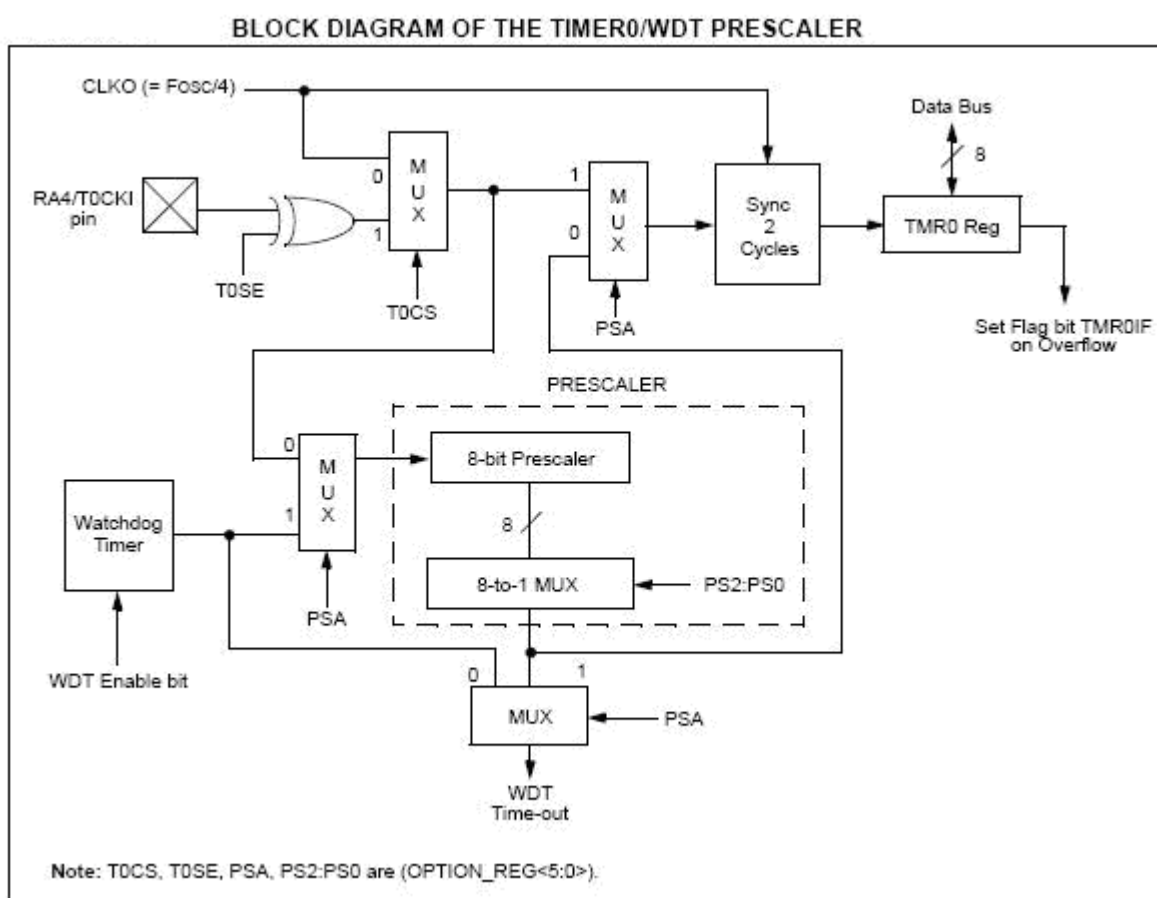 BLOCK DIAGRAM OF THE TIMER0/WDT PRESCALER
CLKO (= Fosc/4)
Data Bus
8
RA4/T0CKI
pin
T0SE
0
1
M
U
X
T0CS
1
0
M
U
X
PSA
Sync
2
Cycles
TMR0 Reg
Set Flag bit TMR0IF
on Overflow
PRESCALER
0
1
M
U
X
PSA
8-bit Prescaler
8
8-to-1 MUX
PS2:PS0
Watchdog
Timer
WDT Enable bit
0
1
MUX
PSA
WDT
Time-out
Note: T0CS, T0SE, PSA, PS2:PS0 are (OPTION_REG<5:0>).